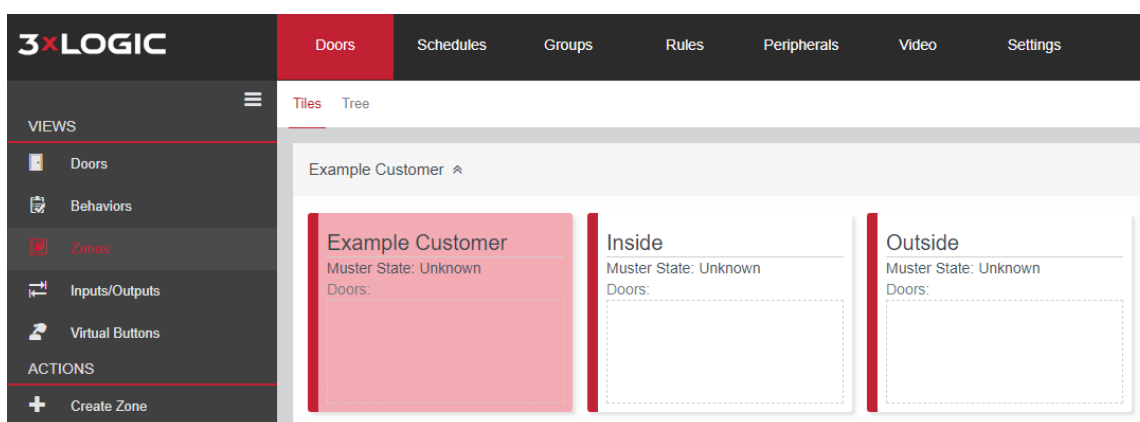 3xLOGIC
Doors Schedules Groups Rules Peripherals Video Settings
Tiles Tree
VIEWS
Doors
Behaviors
Zones
Inputs/Outputs
Virtual Buttons
ACTIONS
Create Zone
Example Customer
Example Customer
Muster State: Unknown
Doors:
Inside
Muster State: Unknown
Doors:
Outside
Muster State: Unknown
Doors: